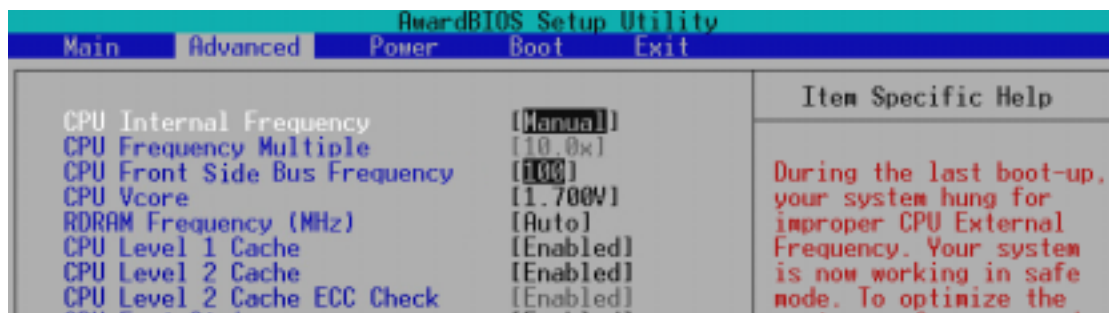 AwardBIOS Setup Utility
Main Advanced Power Boot Exit
Item Specific Help
CPU Internal Frequency [Manual]
CPU Frequency Multiple [10.0x]
CPU Front Side Bus Frequency [100]
CPU Vcore [1.700V]
RDRAM Frequency (MHz) [Auto]
CPU Level 1 Cache [Enabled]
CPU Level 2 Cache [Enabled]
CPU Level 2 Cache ECC Check [Enabled]
During the last boot-up,
your system hung for
improper CPU External
Frequency. Your system
is now working in safe
mode. To optimize the